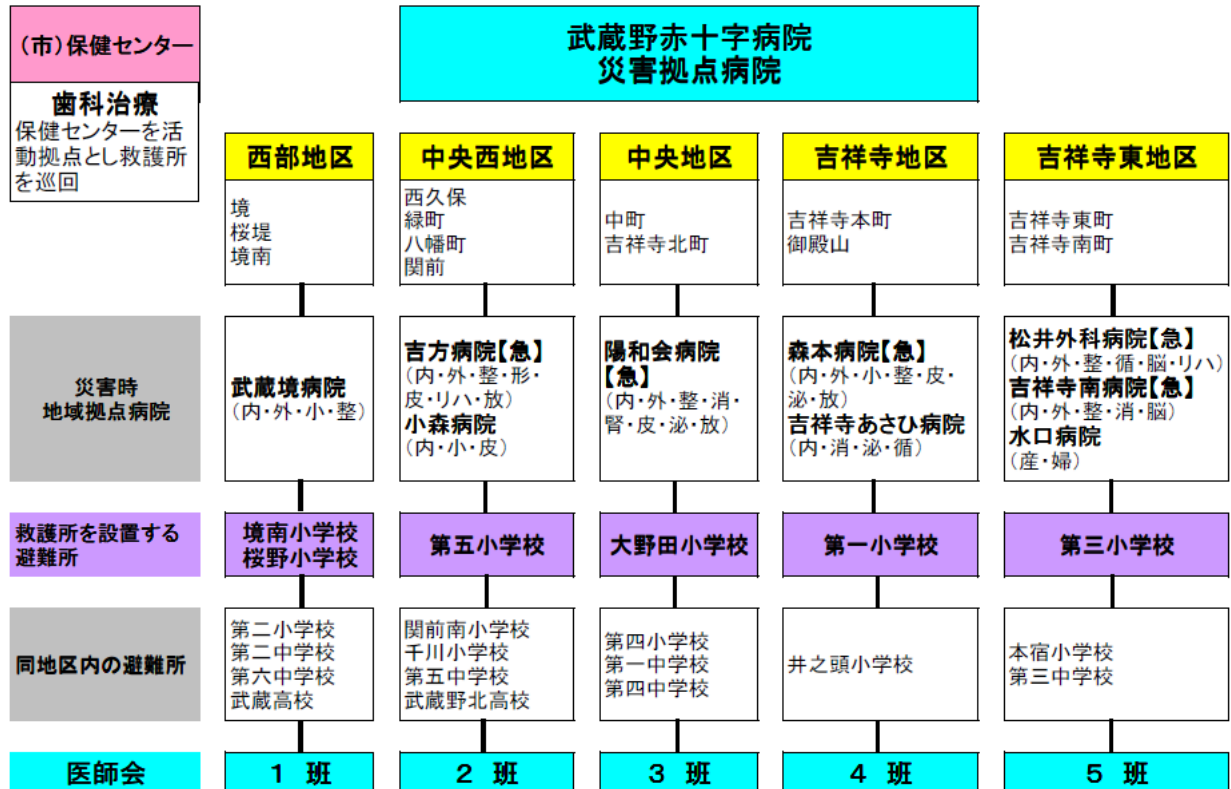 (市)保健センター
歯科治療
保健センターを活
動拠点とし救護所
を巡回
武蔵野赤十字病院
災害拠点病院
西部地区
中央西地区
中央地区
吉祥寺地区
吉祥寺東地区
境
桜堤
境南
西久保
緑町
八幡町
関前
中町
吉祥寺北町
吉祥寺本町
御殿山
吉祥寺東町
吉祥寺南町
災害時
地域拠点病院
武蔵境病院
(内・外・小・整)
吉方病院【急】
(内・外・整・形・
皮・リハ・放)
小森病院
(内・小・皮)
陽和会病院
【急】
(内・外・整・消・
腎・皮・泌・放)
森本病院【急】
(内・外・小・整・皮・
泌・放)
吉祥寺あさひ病院
(内・消・泌・循)
松井外科病院【急】
(内・外・整・循・脳・リハ)
吉祥寺南病院【急】
(内・外・整・消・脳)
水口病院
(産・婦)
救護所を設置する
避難所
境南小学校
桜野小学校
第五小学校
大野田小学校
第一小学校
第三小学校
同地区内の避難所
第二小学校
第二中学校
第六中学校
武蔵高校
関前南小学校
千川小学校
第五中学校
武蔵野北高校
第四小学校
第一中学校
第四中学校
井之頭小学校
本宿小学校
第三中学校
医師会
1 班
2 班
3 班
4 班
5 班